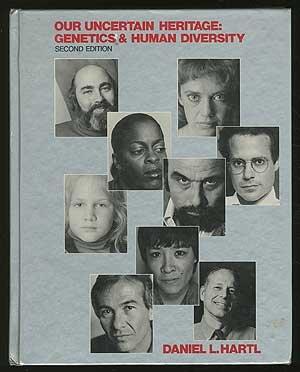 OUR UNCERTAIN HERITAGE:
GENETICS & HUMAN DIVERSITY
SECOND EDITION
DANIEL L. HARTL